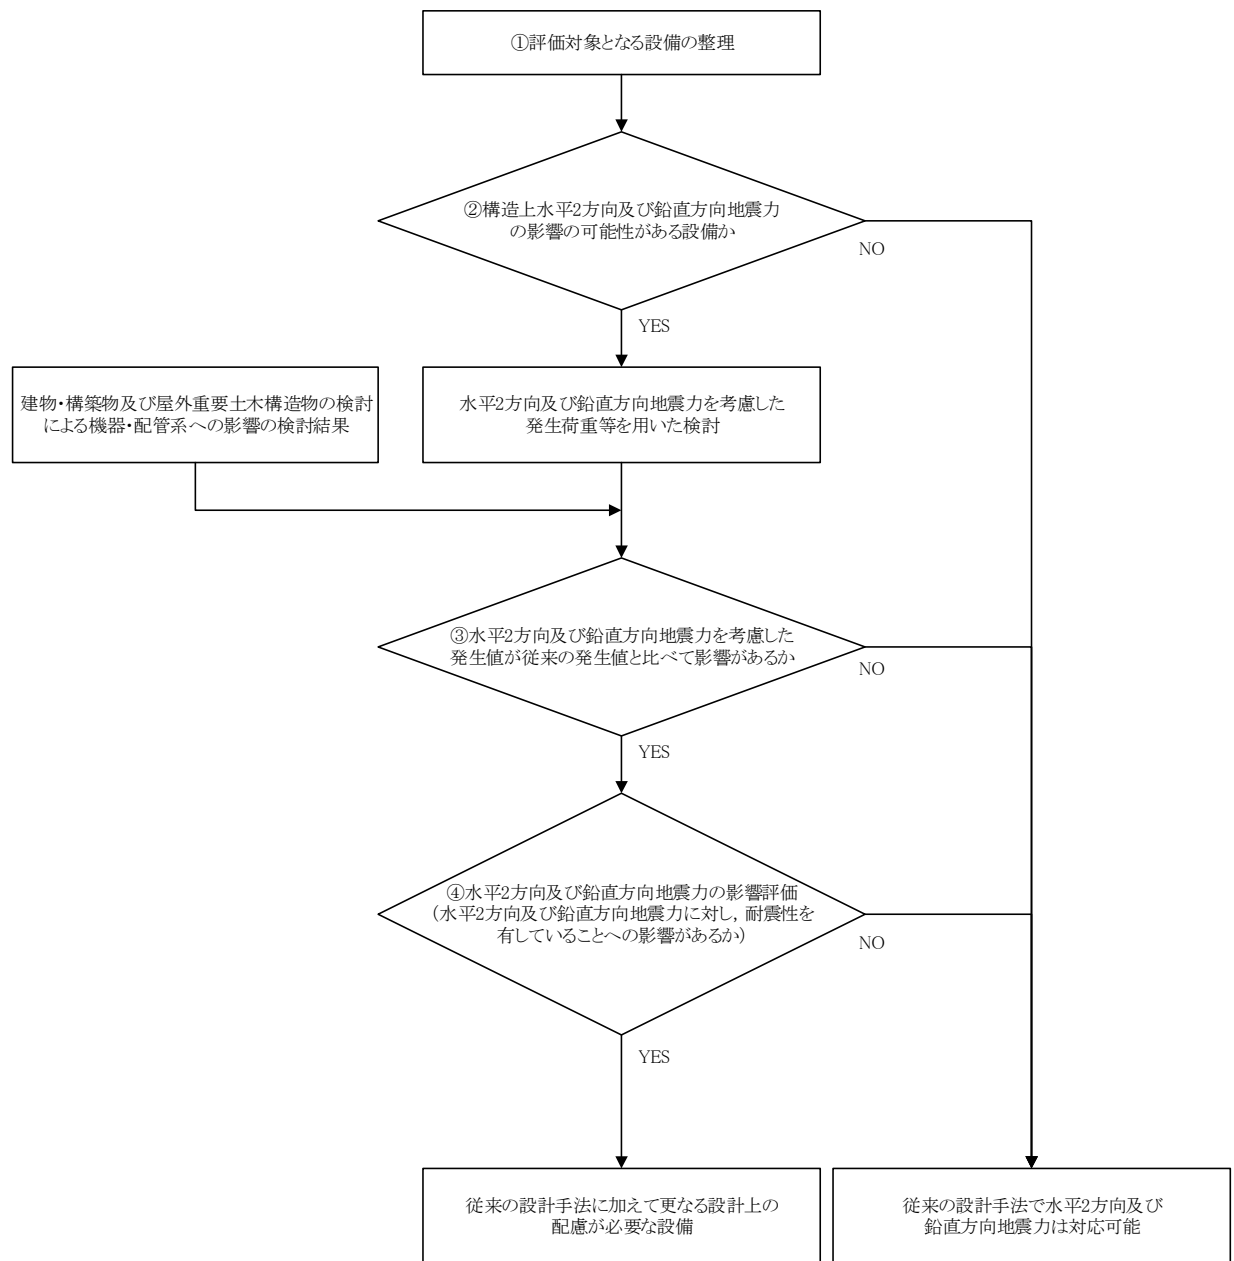 ①評価対象となる設備の整理
②構造上水平2方向及び鉛直方向地震力
の影響の可能性がある設備か
NO
YES
建物・構築物及び屋外重要土木構造物の検討
による機器・配管系への影響の検討結果
水平2方向及び鉛直方向地震力を考慮した
発生荷重等を用いた検討
③水平2方向及び鉛直方向地震力を考慮した
発生値が従来の発生値と比べて影響があるか
NO
YES
④水平2方向及び鉛直方向地震力の影響評価
（水平2方向及び鉛直方向地震力に対し，耐震性を
有していることへの影響があるか）
NO
YES
従来の設計手法に加えて更なる設計上の
配慮が必要な設備
従来の設計手法で水平2方向及び
鉛直方向地震力は対応可能